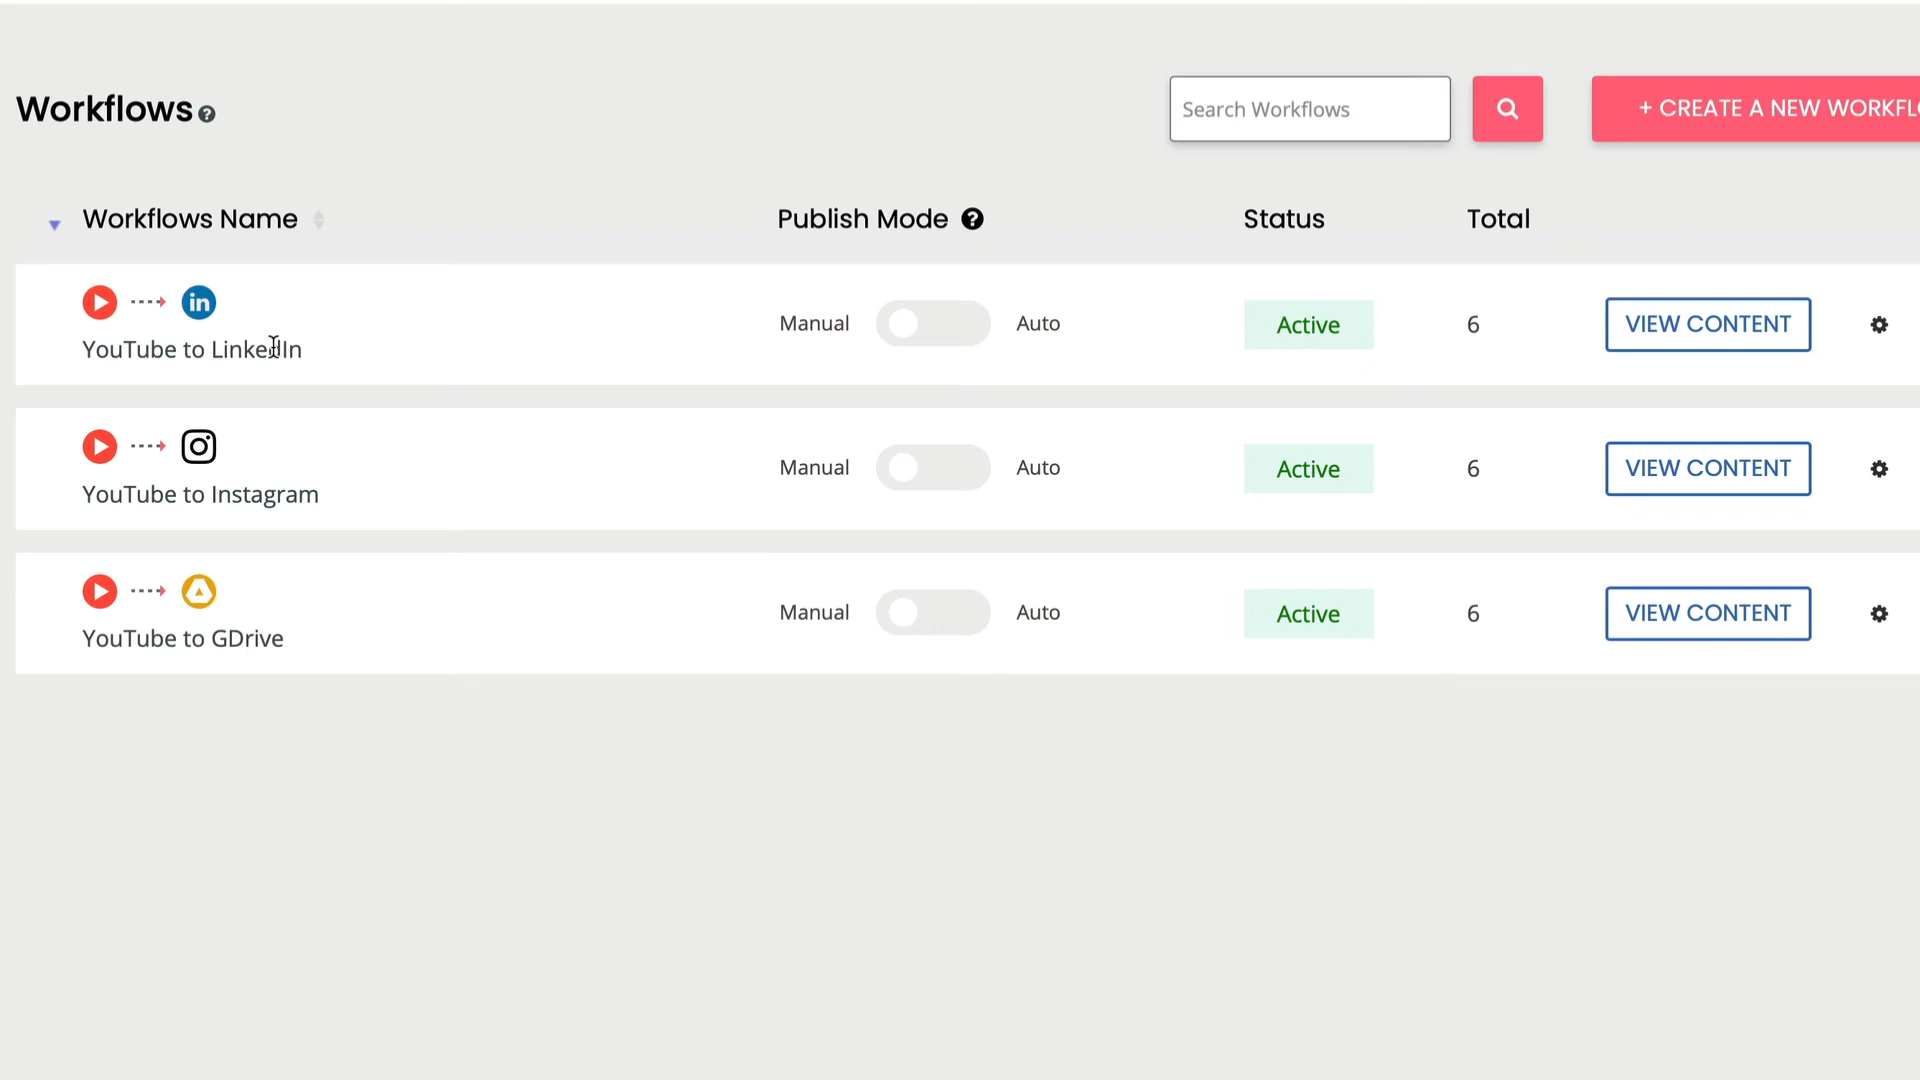 Workflows
Search Workflows
+ CREATE A NEW WORKFLO
Workflows Name
Publish Mode
Status
Total
YouTube to LinkedIn
Manual
Auto
Active
6
VIEW CONTENT
YouTube to Instagram
Manual
Auto
Active
6
VIEW CONTENT
YouTube to GDrive
Manual
Auto
Active
6
VIEW CONTENT